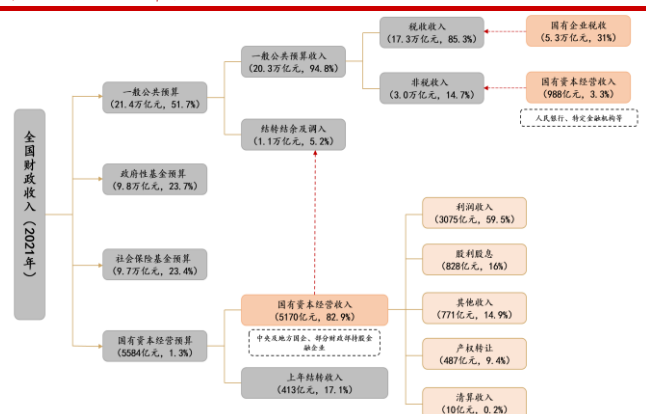 全国财政收入（2021年）
一般公共预算
(21.4万亿元, 51.7%)
政府性基金预算
(9.8万亿元, 23.7%)
社会保险基金预算
(9.7万亿元, 23.4%)
国有资本经营预算
(5584亿元, 1.3%)
一般公共预算收入
(20.3万亿元, 94.8%)
结转结余及调入
(1.1万亿元, 5.2%)
国有资本经营收入
(5170亿元, 82.9%)
中央及地方国企、部分财政部持股金
融企业
上年结转收入
(413亿元, 17.1%)
税收收入
(17.3万亿元, 85.3%)
非税收入
(3.0万亿元, 14.7%)
国有企业税收
(5.3万亿元, 31%)
国有资本经营收入
(988亿元, 3.3%)
人民银行、特定金融机构等
利润收入
(3075亿元, 59.5%)
股利股息
(828亿元, 16%)
其他收入
(771亿元, 14.9%)
产权转让
(487亿元, 9.4%)
清算收入
(10亿元, 0.2%)